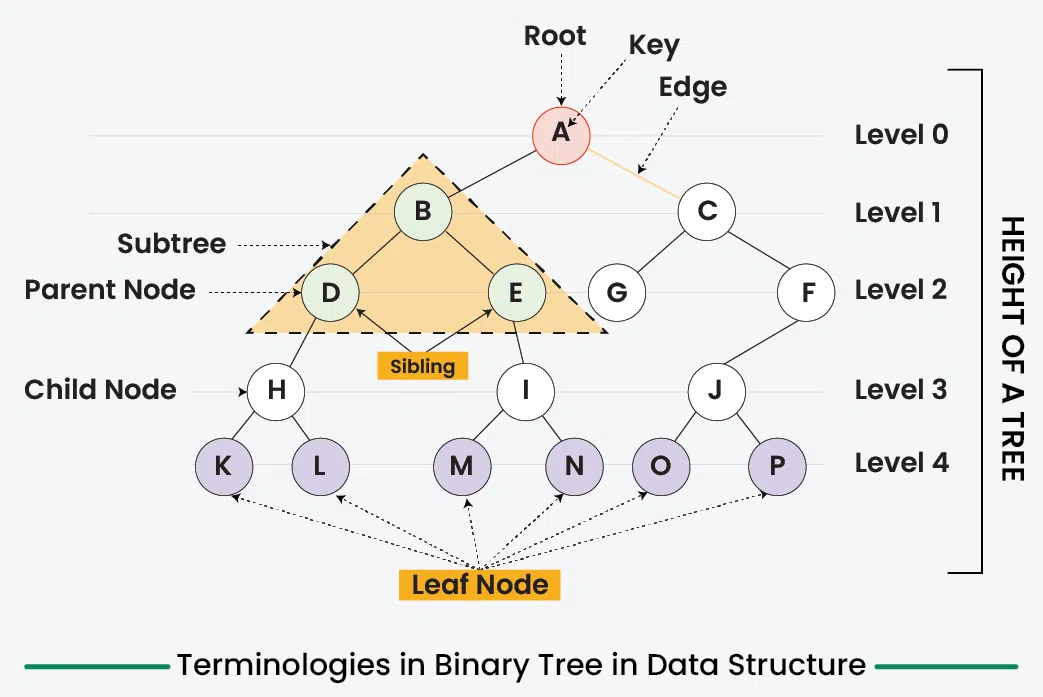 Root
Key
Edge
A
Level 0
B
C
Level 1
Subtree
Parent Node
D
E
G
F
Level 2
Sibling
Child Node
H
I
J
Level 3
K
L
M
N
O
P
Level 4
HEIGHT OF A TREE
Leaf Node
Terminologies in Binary Tree in Data Structure